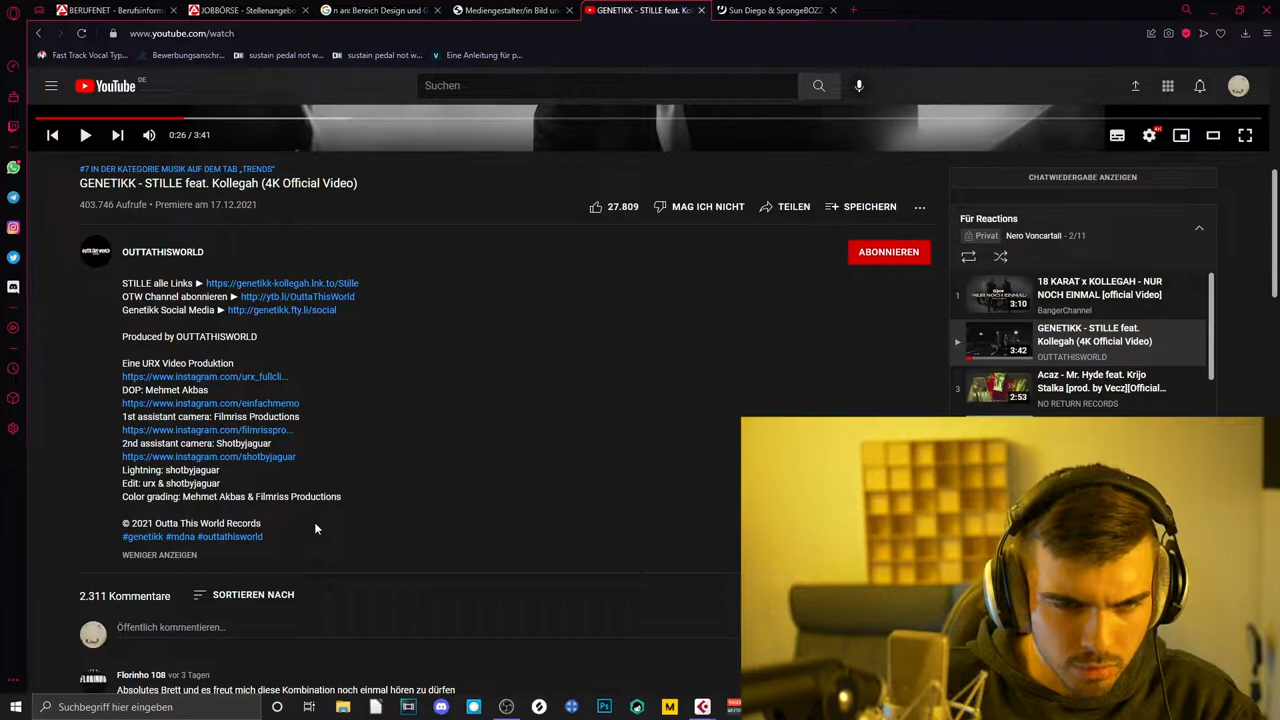 BERUFENET - Berufsinform
JOBBÖRSE - Stellenangebo
n arc Bereich Design und G
Mediengestalter/in Bild un
GENETIKK - STILLE feat. Kol
Sun Diego & SpongeBOZZ
www.youtube.com/watch
Fast Track Vocal Typ...
Bewerbungsanschr...
sustain pedal not w...
sustain pedal not w...
Eine Anleitung für p...
YouTube
DE
Suchen
0:26 / 3:41
#7 IN DER KATEGORIE MUSIK AUF DEM TAB „TRENDS“
GENETIKK - STILLE feat. Kollegah (4K Official Video)
403.746 Aufrufe • Premiere am 17.12.2021
27.809
MAG ICH NICHT
TEILEN
SPEICHERN
OUTTATHISWORLD
ABONNIEREN
STILLE alle Links ► https://genetikk-kollegah.lnk.to/Stille
OTW Channel abonnieren ► http://ytb.li/OuttaThisWorld
Genetikk Social Media ► http://genetikk.fty.li/social
Produced by OUTTATHISWORLD
Eine URX Video Produktion
https://www.instagram.com/urx_fullcli...
DOP: Mehmet Akbas
https://www.instagram.com/einfachmemo
1st assistant camera: Filmriss Productions
https://www.instagram.com/filmrisspro...
2nd assistant camera: Shotbyjaguar
https://www.instagram.com/shotbyjaguar
Lightning: shotbyjaguar
Edit: urx & shotbyjaguar
Color grading: Mehmet Akbas & Filmriss Productions
© 2021 Outta This World Records
#genetikk #mdna #outtathisworld
WENIGER ANZEIGEN
2.311 Kommentare
SORTIEREN NACH
Öffentlich kommentieren...
Florinho 108 vor 3 Tagen
Absolutes Brett und es freut mich diese Kombination noch einmal hören zu dürfen
CHATWIEDERGABE ANZEIGEN
Für Reactions
Privat
Nero Voncartall - 2/11
1
3:10
18 KARAT x KOLLEGAH - NUR
NOCH EINMAL [official Video]
BangerChannel
3:42
GENETIKK - STILLE feat.
Kollegah (4K Official Video)
OUTTATHISWORLD
3
2:53
Acaz - Mr. Hyde feat. Krijo
Stalka [prod. by Vecz][Official...
NO RETURN RECORDS
Suchbegriff hier eingeben
Ps
M